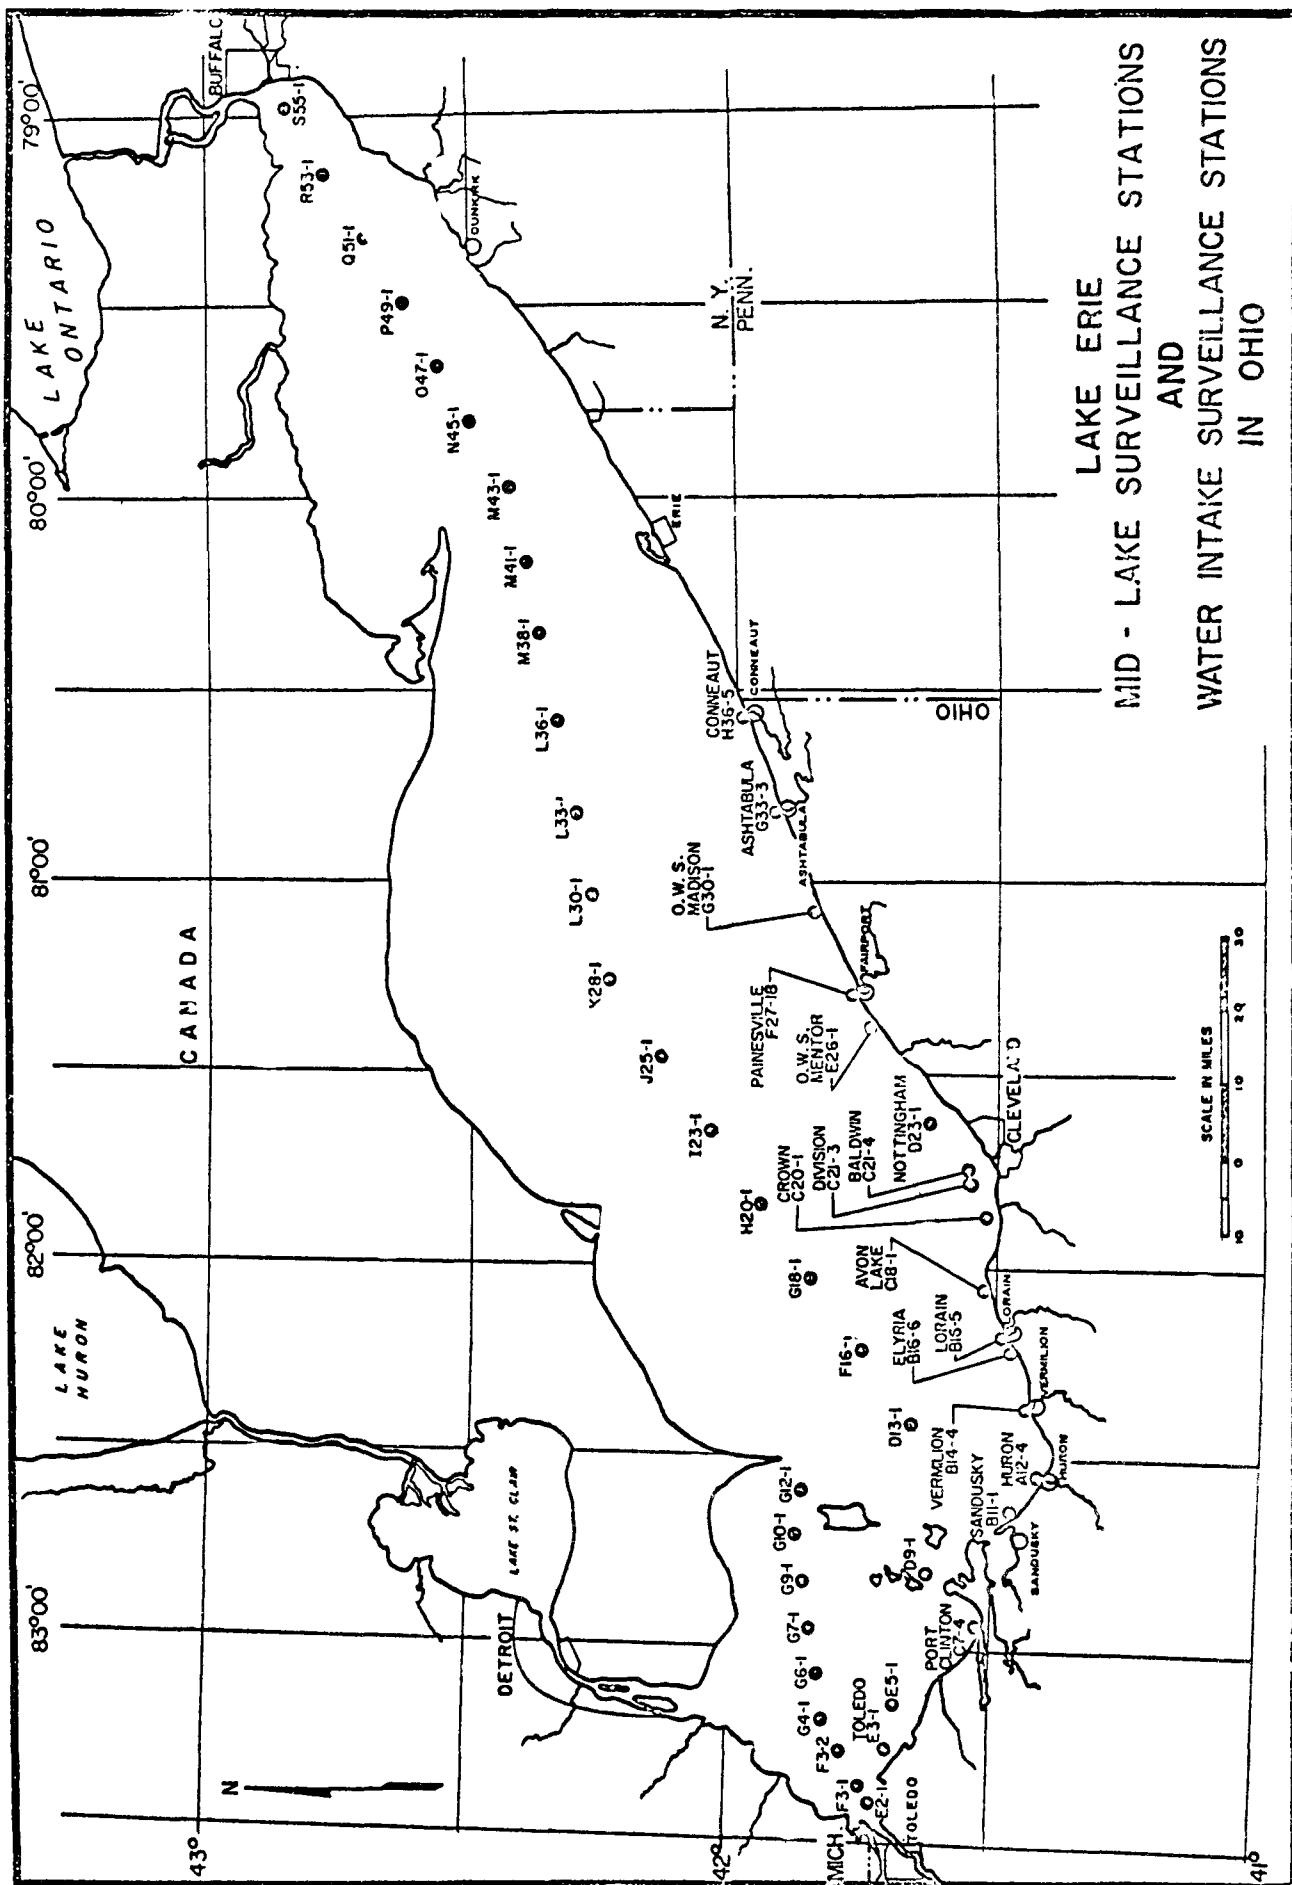 LAKE ERIE
MID - LAKE SURVEILLANCE STATIONS
AND
WATER INTAKE SURVEILLANCE STATIONS
IN OHIO
83°00'
82°00'
81°00'
80°00'
79°00'
43°
42°
41°
N
LAKE
HURON
CANADA
LAKE
ONTARIO
BUFFALO
DETROIT
LAKE ST. CLAIR
S55-1
R53-1
Q51-1
P49-1
O47-1
N45-1
M43-1
M41-1
M38-1
L36-1
L33-1
L30-1
J25-1
I23-1
H20-1
G18-1
F16-1
D13-1
G12-1
G10-1
G9-1
G7-1
G6-1
G4-1
F3-2
F3-1
E2-1
TOLEDO
E3-1
E5-1
D9-1
MICH.
TOLEDO
PORT
CLINTON
C7-4
SANDUSKY
B11-1
SANDUSKY
HURON
A12-4
HURON
VERMILION
B14-4
VERMILION
ELYRIA
B16-6
LORAIN
B15-5
LORAIN
AVON
LAKE
C18-1
CROWN
C20-1
DIVISION
C21-3
BALDWIN
C21-4
NOTTINGHAM
D23-1
CLEVELAND
O.W.S.
MENTOR
E26-1
PAINESVILLE
F27-18
FAIRPORT
O.W.S.
MADISON
G30-1
ASHTABULA
G33-3
ASHTABULA
CONNEAUT
H36-5
CONNEAUT
OHIO
ERIE
N.Y.
PENN.
DUNKIRK
SCALE IN MILES
10 0 10 20 30